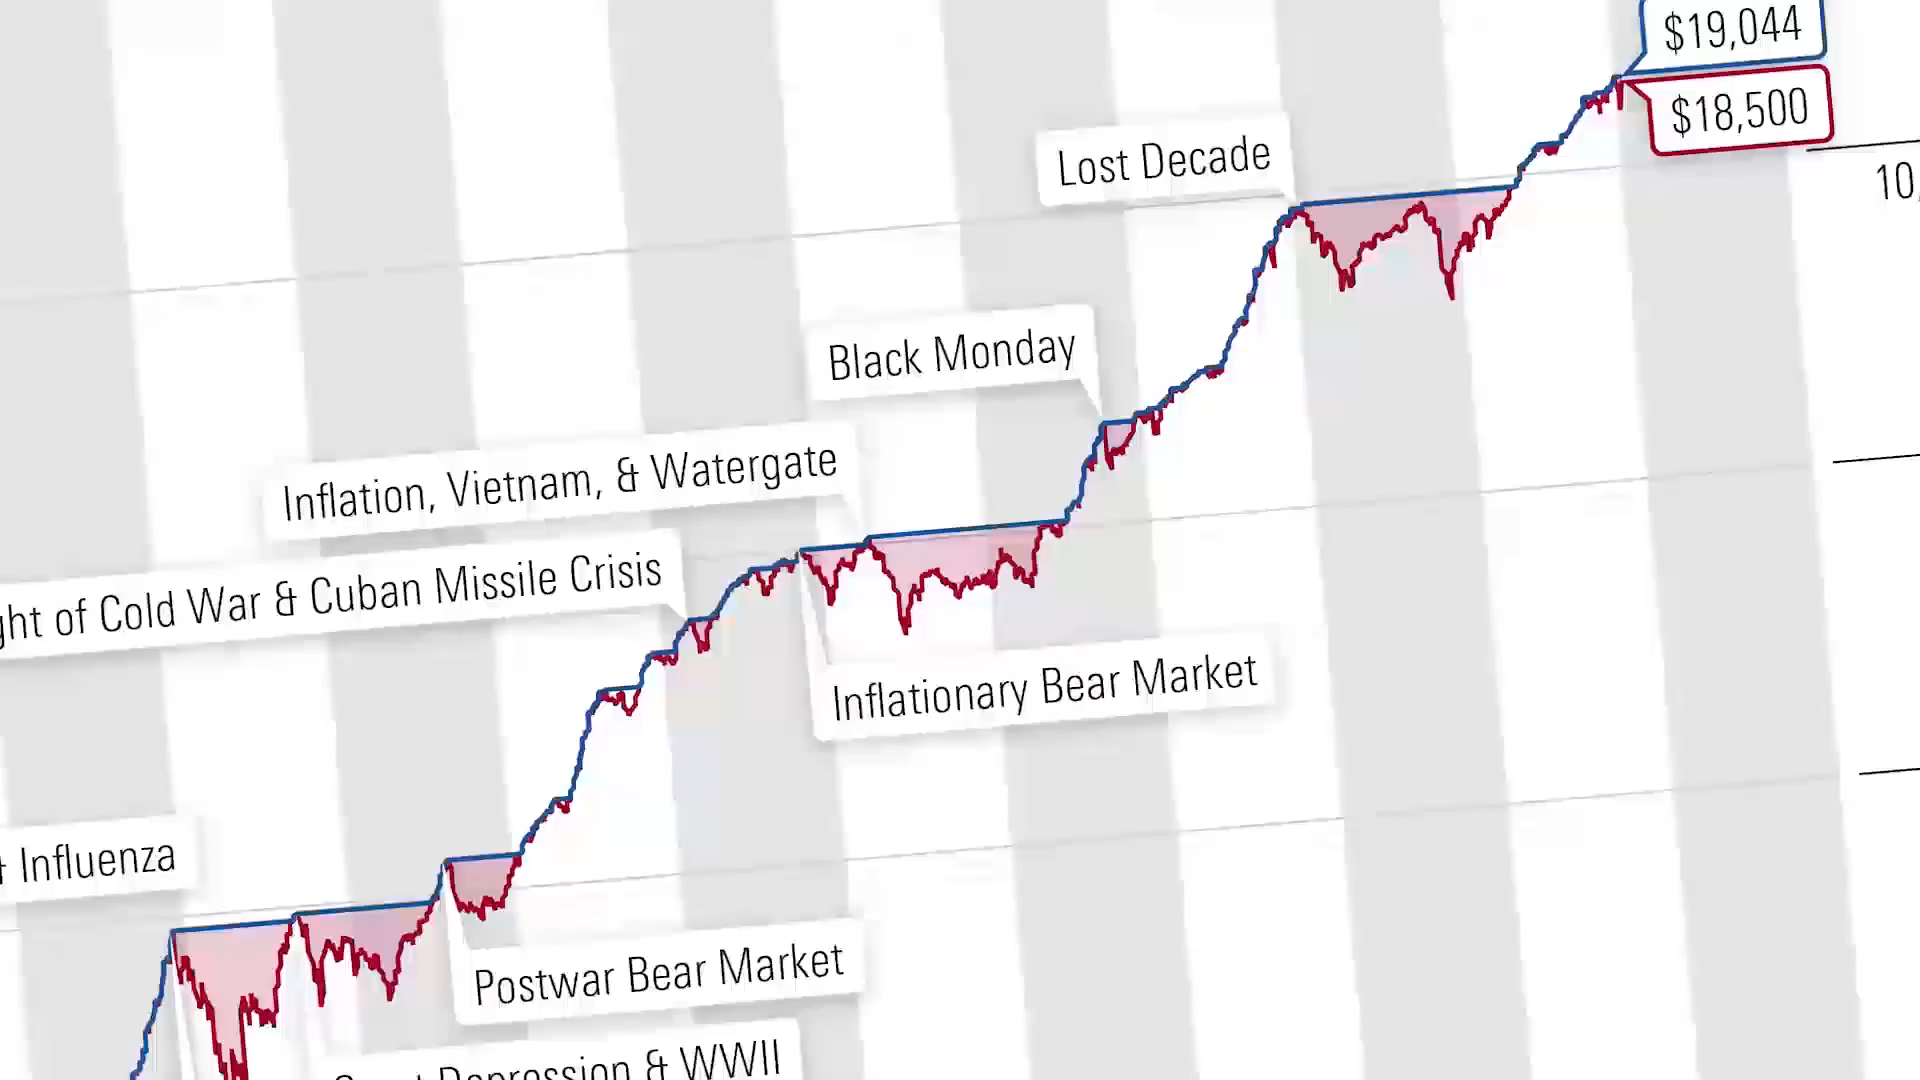 $19,044
$18,500
10,
Lost Decade
Black Monday
Inflation, Vietnam, & Watergate
of Cold War & Cuban Missile Crisis
Inflationary Bear Market
Influenza
Postwar Bear Market
Depression & WWII